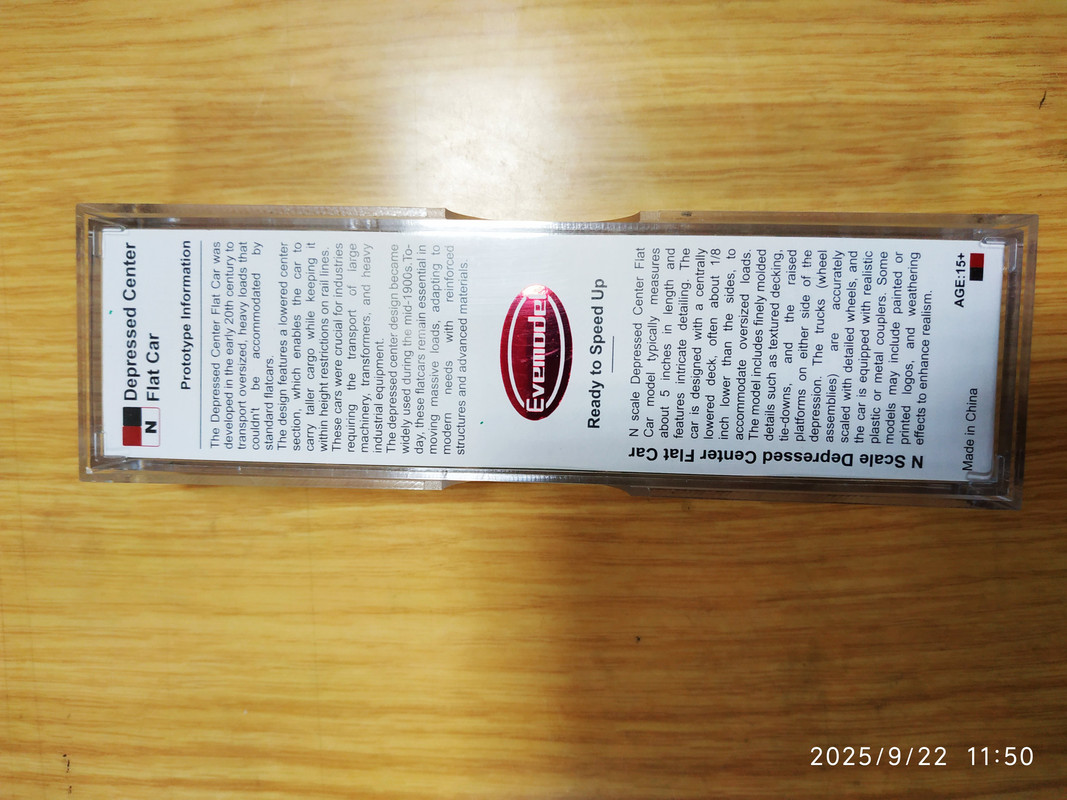 N
Depressed Center
Flat Car
Prototype Information
The Depressed Center Flat Car was
developed in the early 20th century to
transport oversized, heavy loads that
couldn't be accommodated by
standard flatcars.
The design features a lowered center
section, which enables the car to
carry taller cargo while keeping it
within height restrictions on rail lines.
These cars were crucial for industries
requiring the transport of large
machinery, transformers, and heavy
industrial equipment.
The depressed center design became
widely used during the mid-1900s.To-
day, these flatcars remain essential in
moving massive loads, adapting to
modern needs with reinforced
structures and advanced materials.
Evemodel
Ready to Speed Up
N scale Depressed Center Flat
Car model typically measures
about 5 inches in length and
features intricate detailing. The
car is designed with a centrally
lowered deck, often about 1/8
inch lower than the sides, to
accommodate oversized loads.
The model includes finely molded
details such as textured decking,
tie-downs, and the raised
platforms on either side of the
depression. The trucks (wheel
assemblies) are accurately
scaled with detailed wheels, and
the car is equipped with realistic
plastic or metal couplers. Some
models may include painted or
printed logos, and weathering
effects to enhance realism.
N Scale Depressed Center Flat Car
AGE:15+
Made in China
2025/9/22 11:50